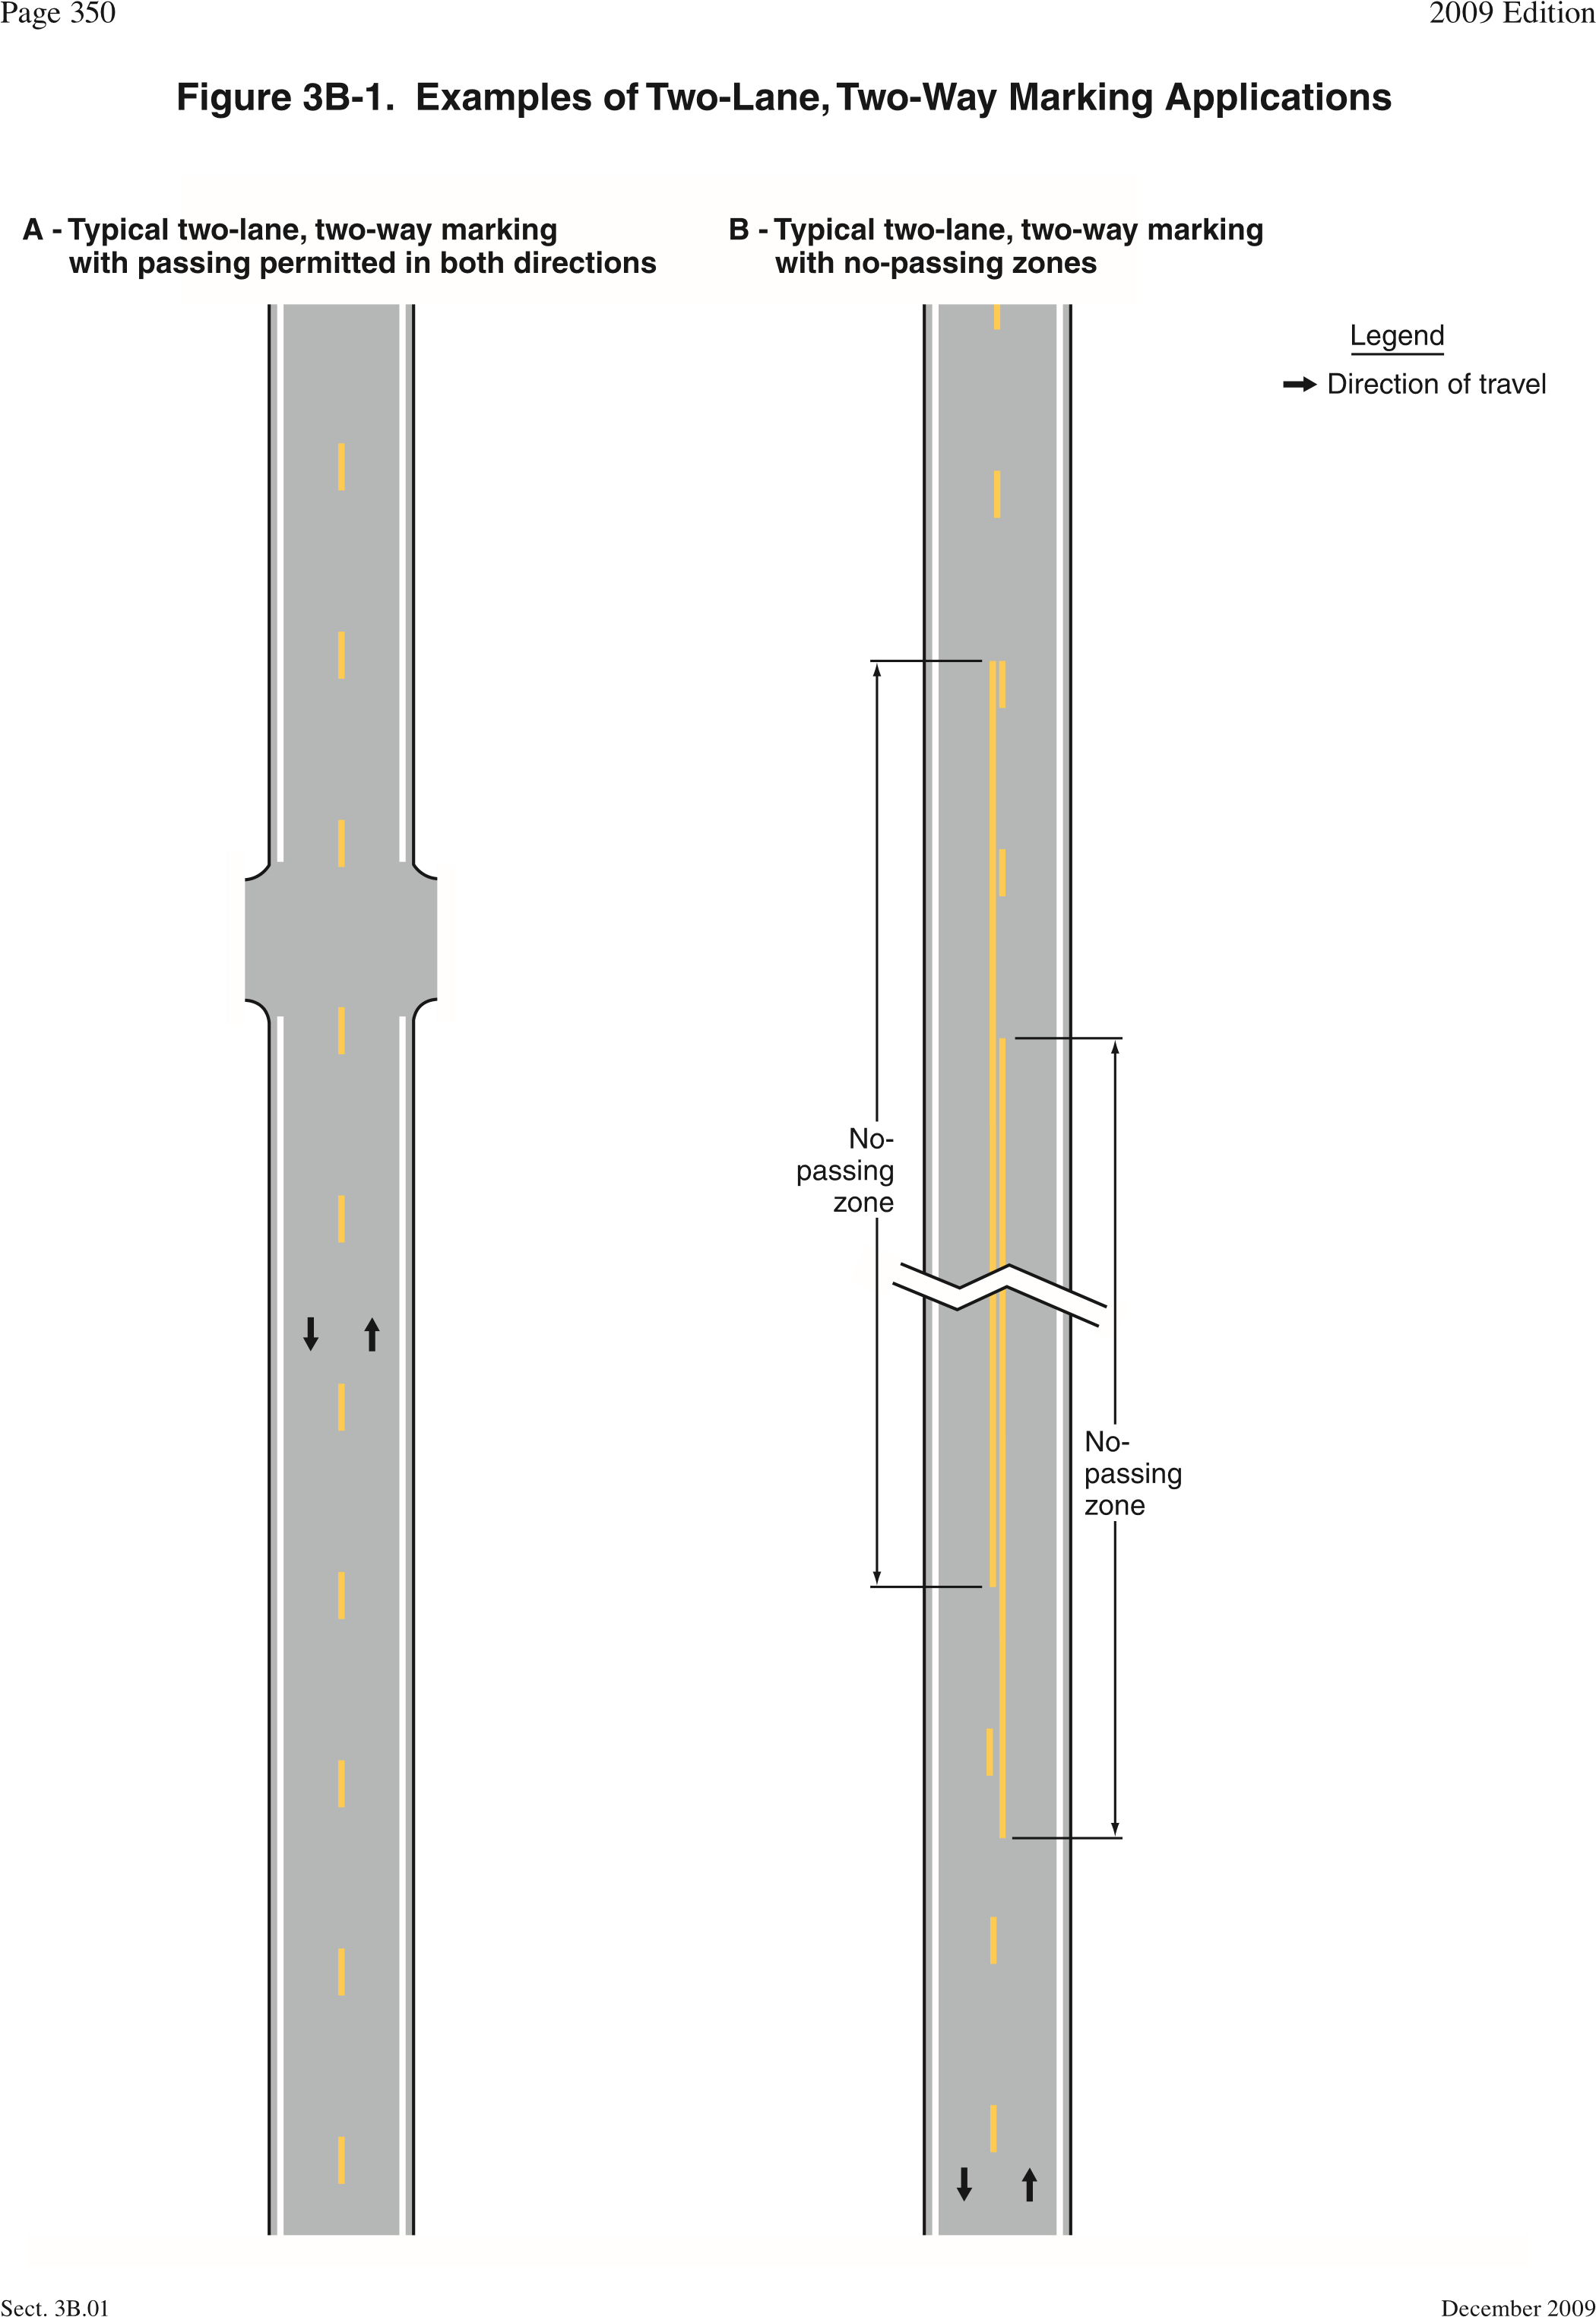 Page 350
2009 Edition
Figure 3B-1. Examples of Two-Lane, Two-Way Marking Applications
A - Typical two-lane, two-way marking
with passing permitted in both directions
B - Typical two-lane, two-way marking
with no-passing zones
Legend
Direction of travel
No-
passing
zone
No-
passing
zone
Sect. 3B.01
December 2009